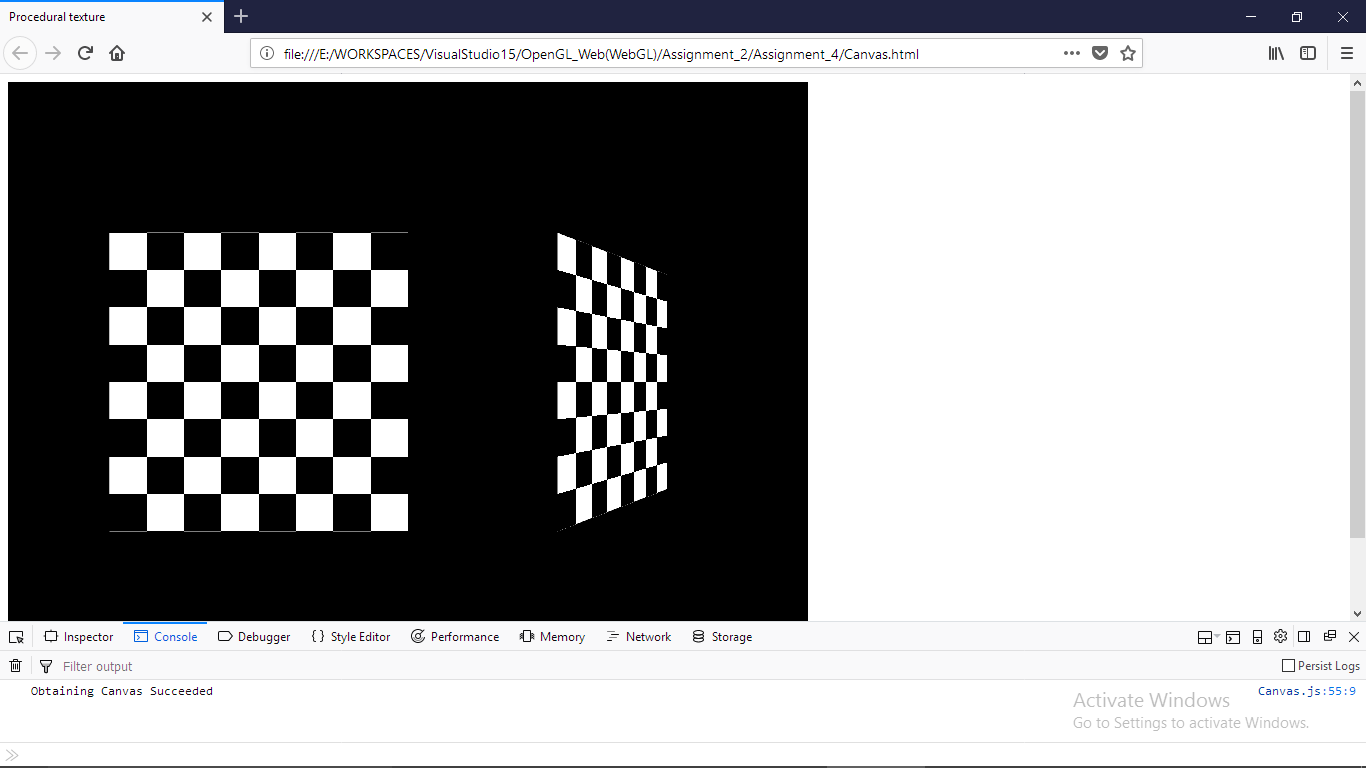 Procedural texture
file:///E:/WORKSPACES/VisualStudio15/OpenGL_Web(WebGL)/Assignment_2/Assignment_4/Canvas.html
Inspector Console Debugger {} Style Editor Performance Memory Network Storage
Filter output Persist Logs
Obtaining Canvas Succeeded Canvas.js:55:9
Activate Windows
Go to Settings to activate Windows.